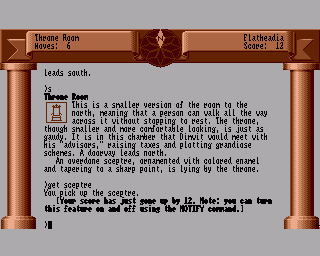 Throne Room
Moves: 6
Flatheadia
Score: 12
N
leads south.
>s
Throne Room
This is a smaller version of the room to the
north, meaning that a person can walk all the way
across it without stopping to rest. The throne,
though smaller and more comfortable looking, is just as
gaudy. It is in this chamber that Dimwit would meet with
his "advisors," raising taxes and plotting grandiose
schemes. A doorway leads north.
An overdone sceptre, ornamented with colored enamel
and tapering to a sharp point, is lying by the throne.
>get sceptre
You pick up the sceptre.
[Your score has just gone up by 12. Note: you can turn
this feature on and off using the NOTIFY command.]
>